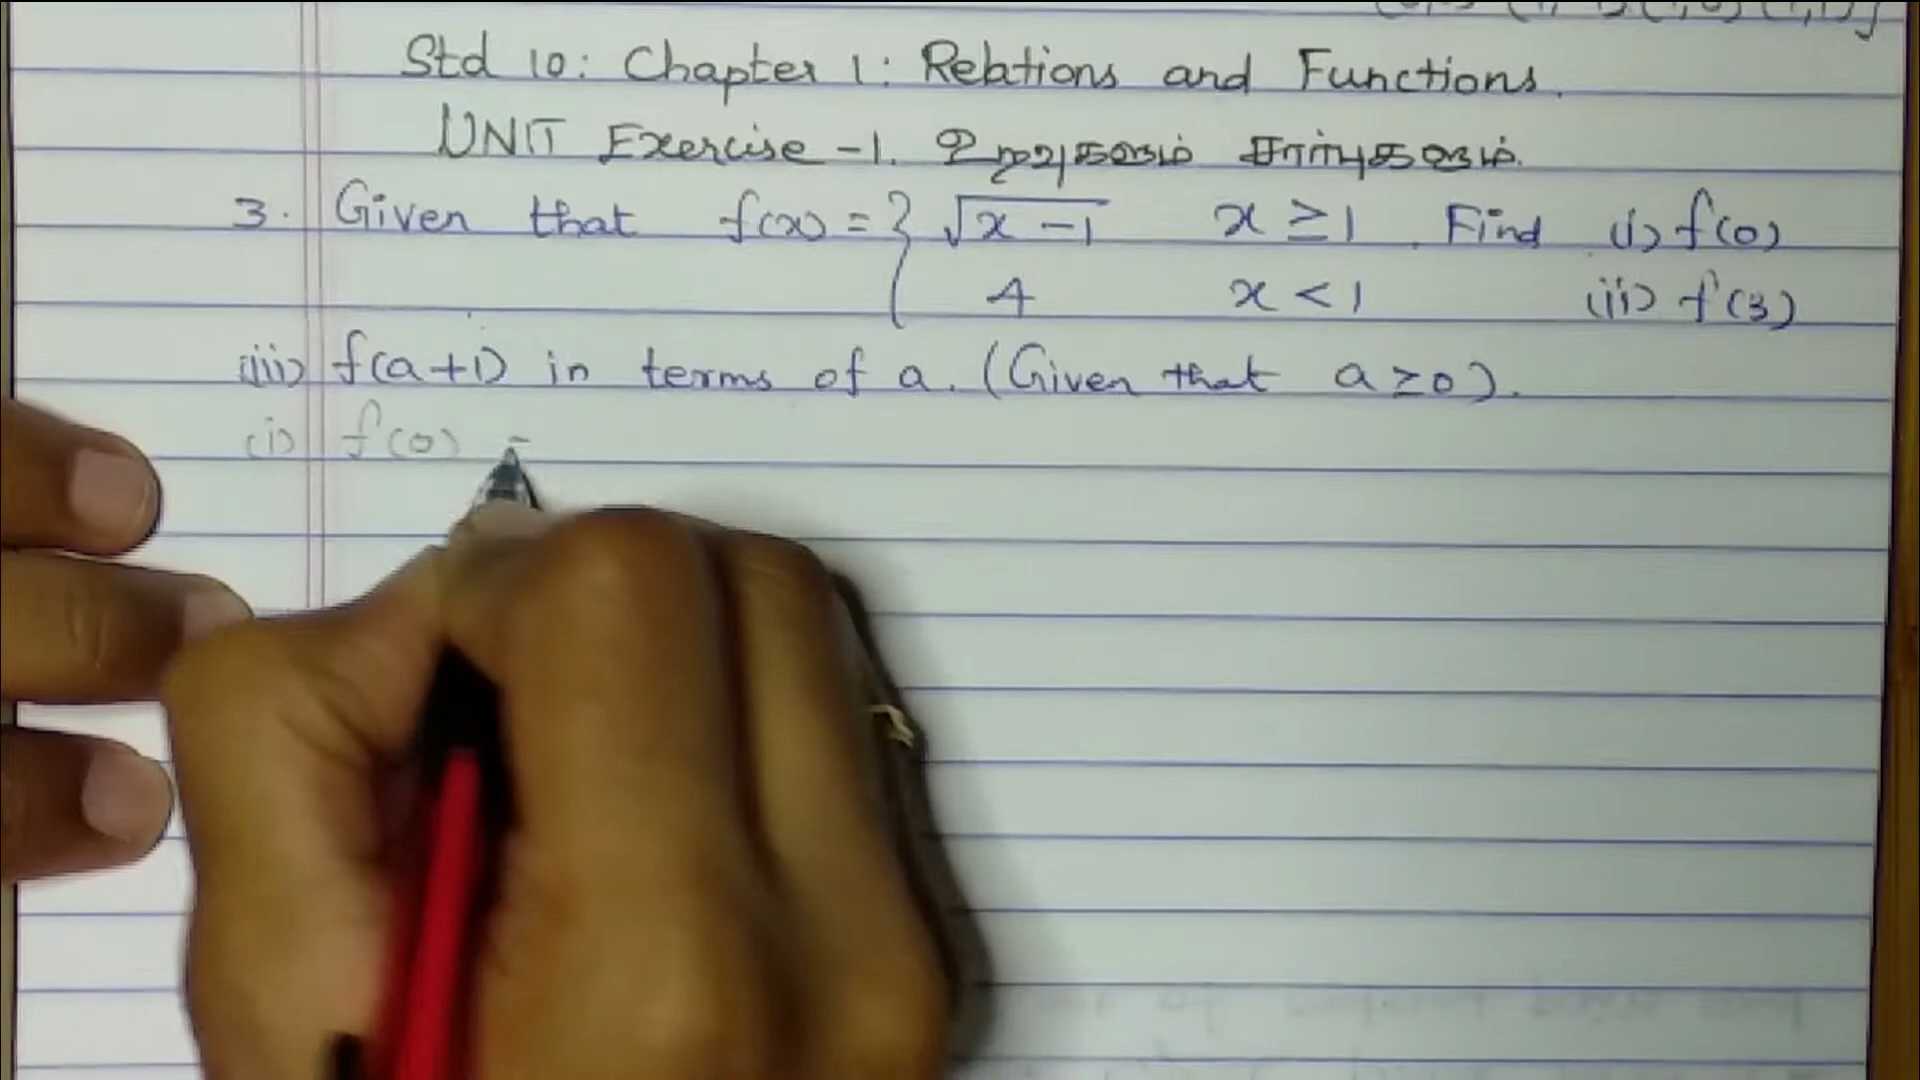 Std 10: Chapter 1: Relations and Functions.
UNIT Exercise -1. உறவுகளும் சார்புகளும்.
3. Given that f(x) = { √x-1 x ≥ 1. Find (i) f(0)
4 x < 1 (ii) f(3)
(iii) f(a+1) in terms of a. (Given that a ≥ 0).
(i) f(0) =